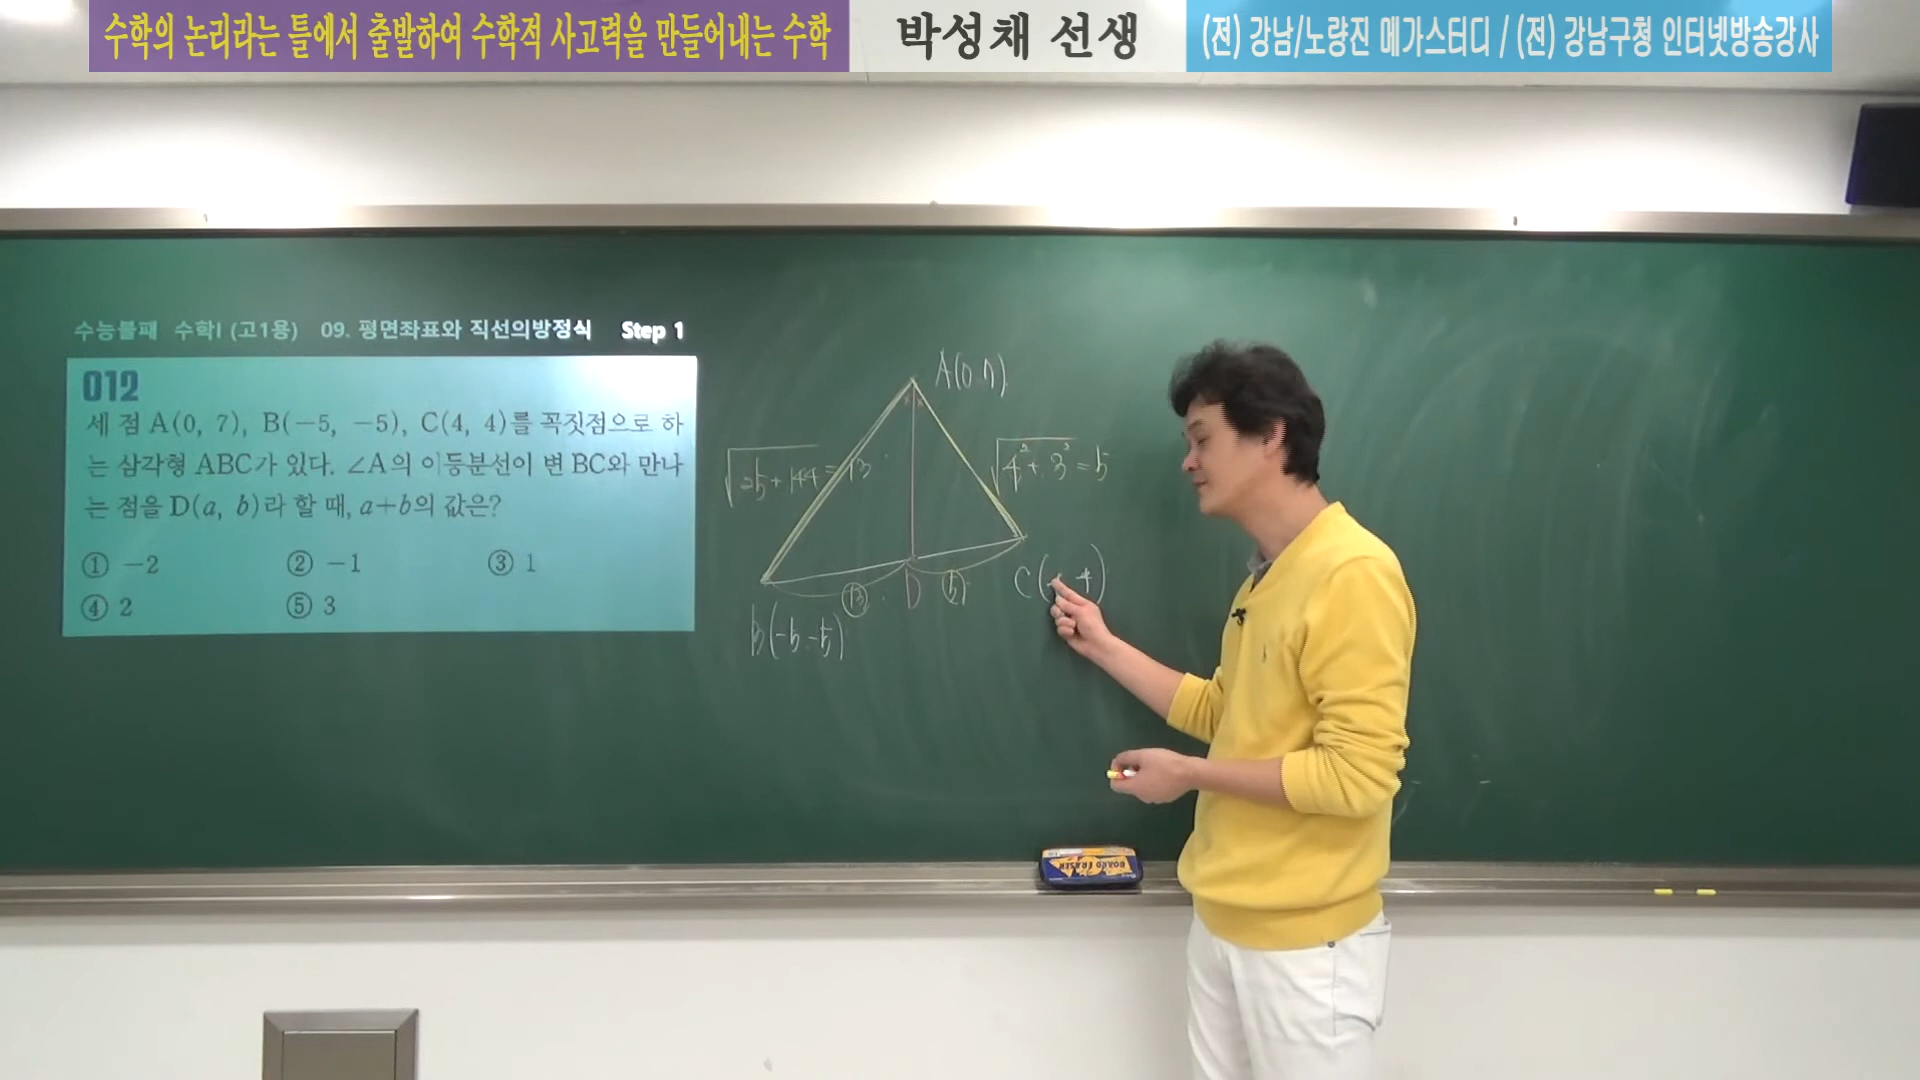 수학의 논리라는 틀에서 출발하여 수학적 사고력을 만들어내는 수학
박성채 선생
(전) 강남/노량진 메가스터디 / (전) 강남구청 인터넷방송강사
수능불패 수학I (고1용) 09. 평면좌표와 직선의방정식 Step 1
012
세 점 A(0, 7), B(−5, −5), C(4, 4)를 꼭짓점으로 하
는 삼각형 ABC가 있다. ∠A의 이등분선이 변 BC와 만나
는 점을 D(a, b)라 할 때, a+b의 값은?
① −2 ② −1 ③ 1
④ 2 ⑤ 3
A(0 7)
√25+144 = 13
√4²+3² = 5
⑬ D ⑤
C(4 4)
B(-5 -5)
BOARD ERASER